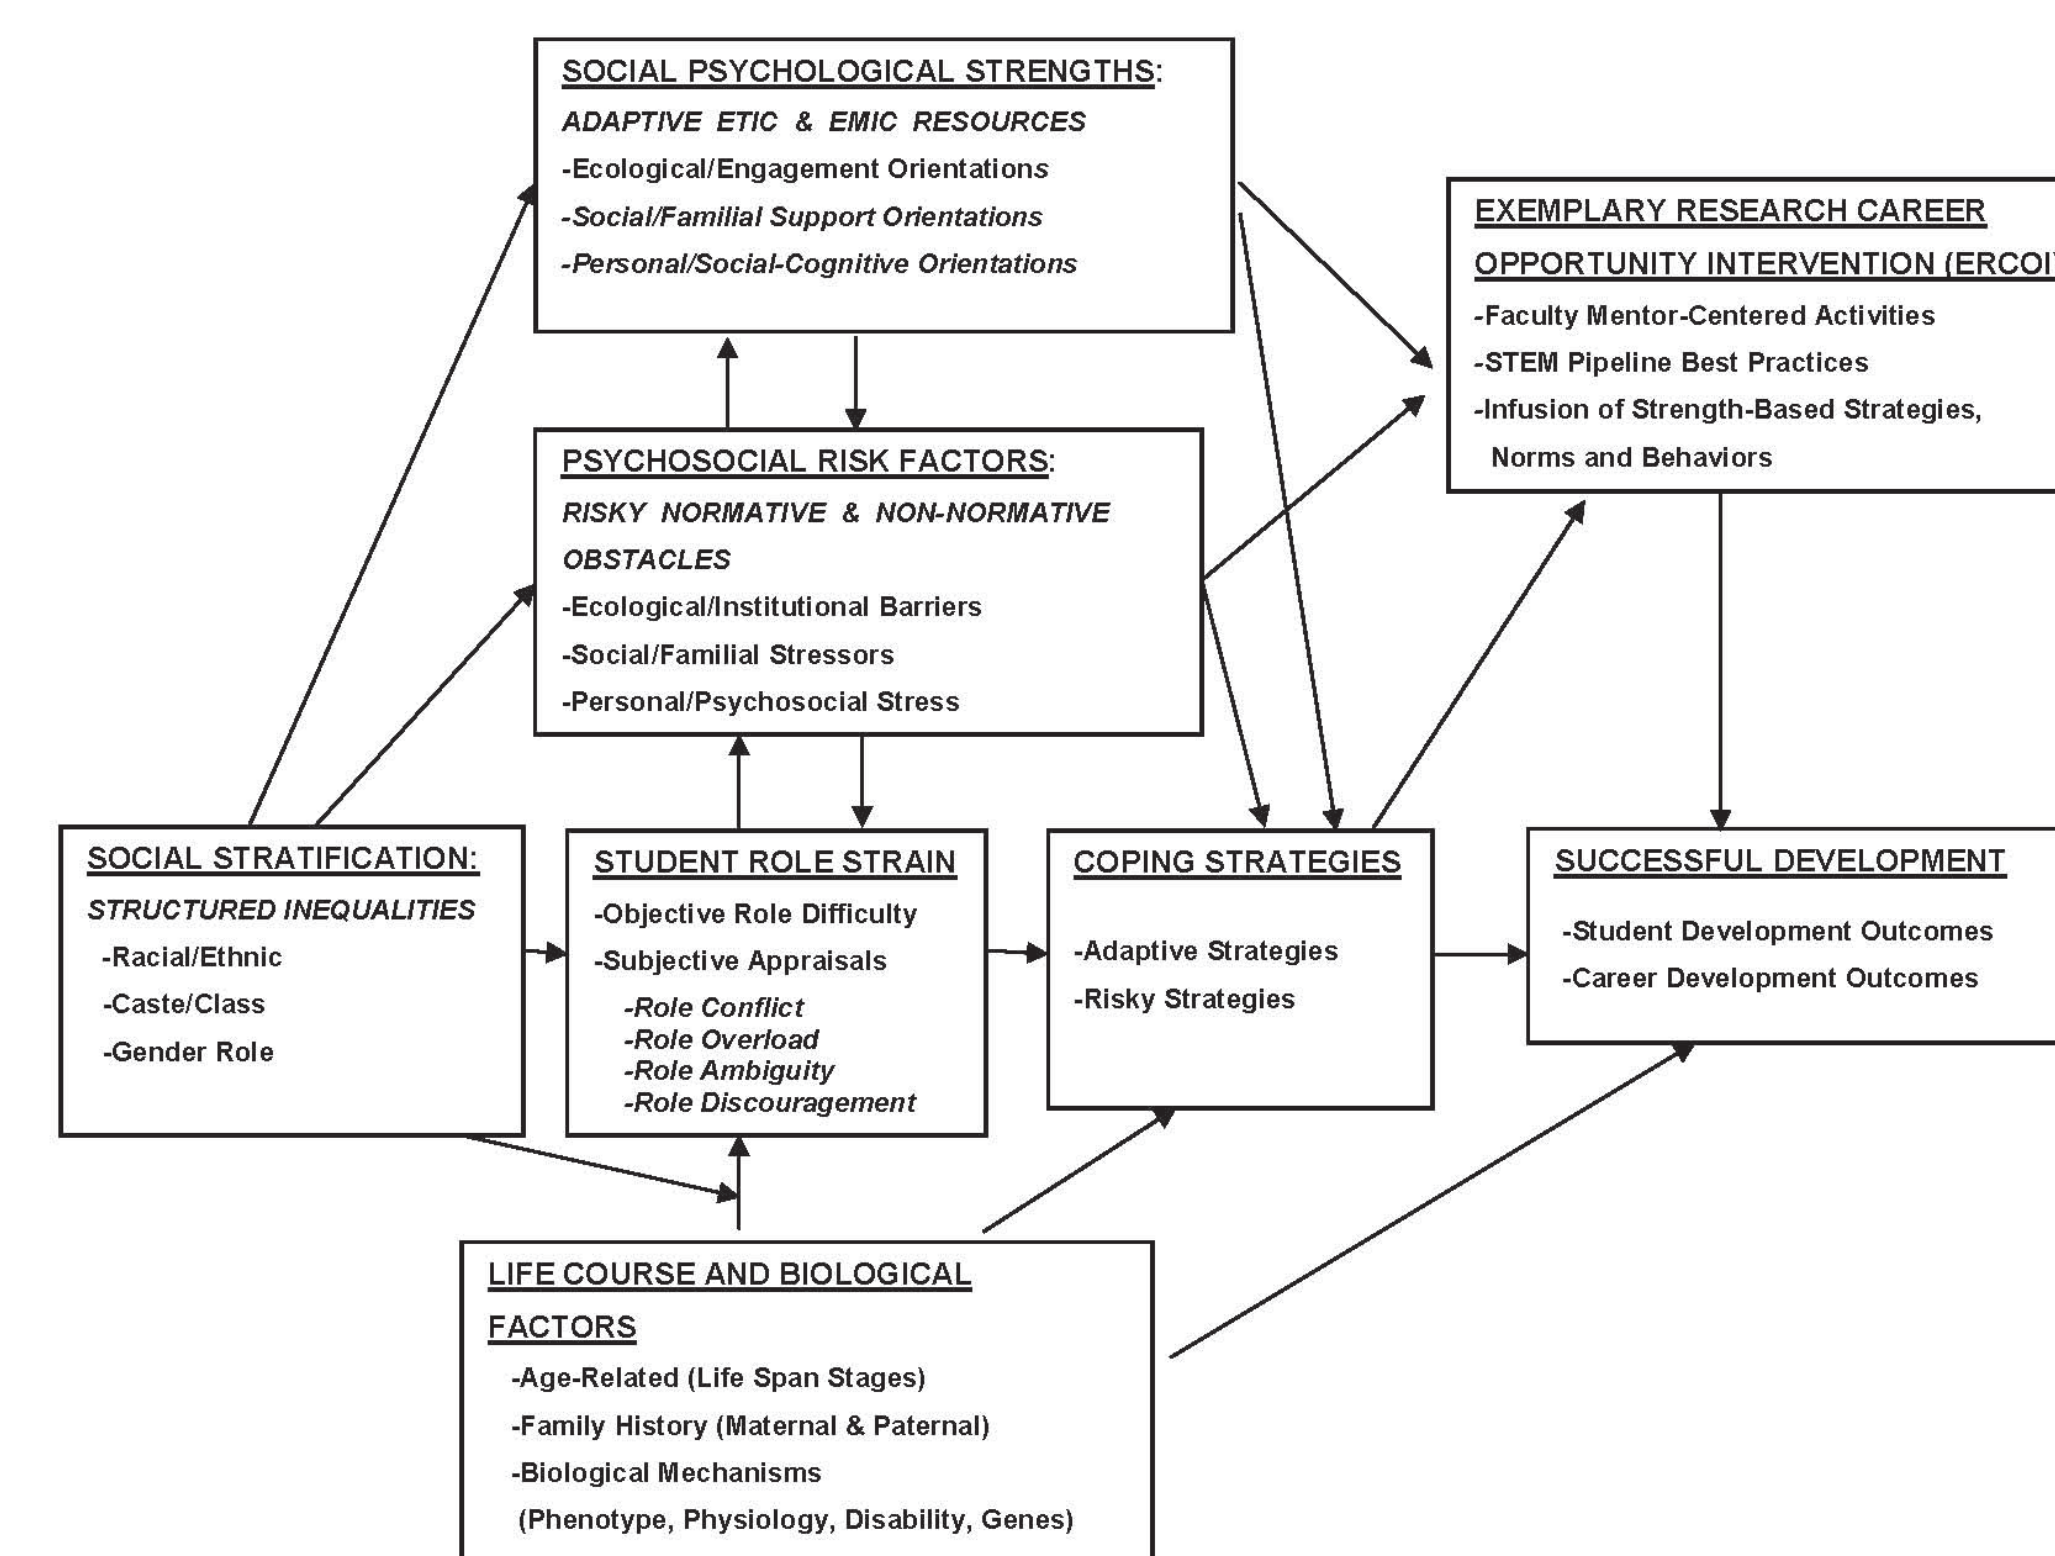 SOCIAL PSYCHOLOGICAL STRENGTHS:
ADAPTIVE ETIC & EMIC RESOURCES
-Ecological/Engagement Orientations
-Social/Familial Support Orientations
-Personal/Social-Cognitive Orientations
EXEMPLARY RESEARCH CAREER
OPPORTUNITY INTERVENTION (ERCOI)
-Faculty Mentor-Centered Activities
-STEM Pipeline Best Practices
-Infusion of Strength-Based Strategies,
Norms and Behaviors
PSYCHOSOCIAL RISK FACTORS:
RISKY NORMATIVE & NON-NORMATIVE
OBSTACLES
-Ecological/Institutional Barriers
-Social/Familial Stressors
-Personal/Psychosocial Stress
SOCIAL STRATIFICATION:
STRUCTURED INEQUALITIES
-Racial/Ethnic
-Caste/Class
-Gender Role
STUDENT ROLE STRAIN
-Objective Role Difficulty
-Subjective Appraisals
-Role Conflict
-Role Overload
-Role Ambiguity
-Role Discouragement
COPING STRATEGIES
-Adaptive Strategies
-Risky Strategies
SUCCESSFUL DEVELOPMENT
-Student Development Outcomes
-Career Development Outcomes
LIFE COURSE AND BIOLOGICAL
FACTORS
-Age-Related (Life Span Stages)
-Family History (Maternal & Paternal)
-Biological Mechanisms
(Phenotype, Physiology, Disability, Genes)